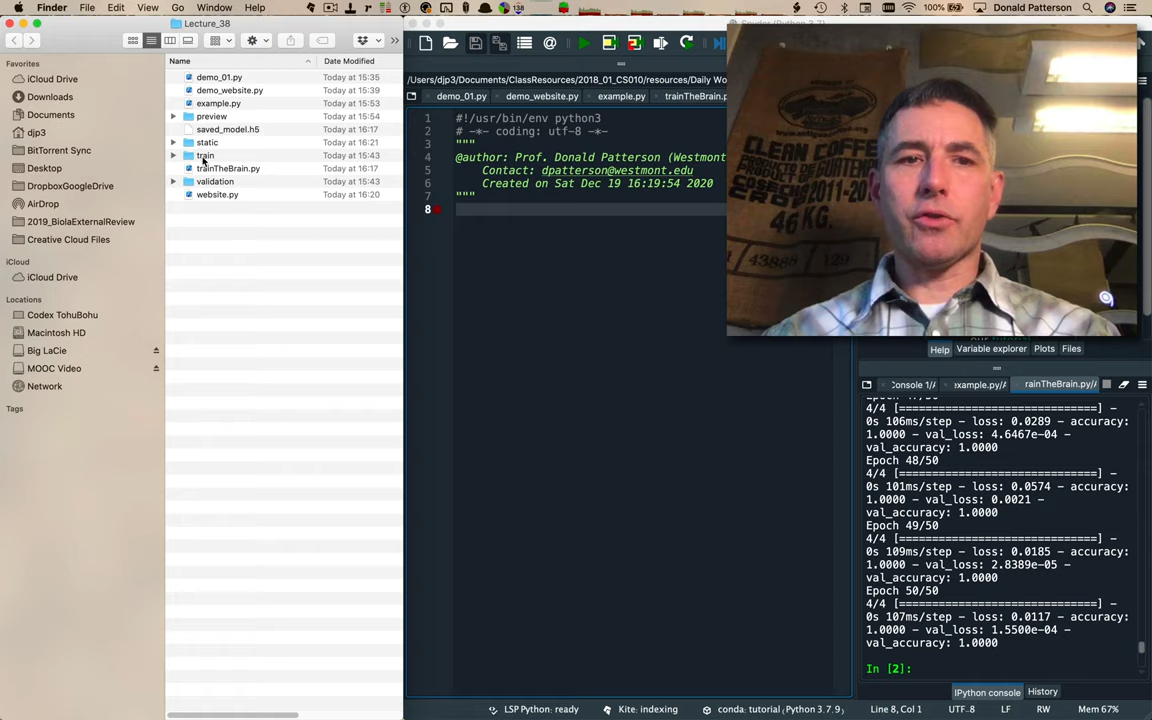 Finder File Edit View Go Window Help 138 100% Donald Patterson
Lecture_38
Spyder (Python 3.7)
Favorites
iCloud Drive
Downloads
Documents
djp3
BitTorrent Sync
Desktop
DropboxGoogleDrive
AirDrop
2019_BiolaExternalReview
Creative Cloud Files
iCloud
iCloud Drive
Locations
Codex TohuBohu
Macintosh HD
Big LaCie
MOOC Video
Network
Tags
Name Date Modified
demo_01.py Today at 15:35
demo_website.py Today at 15:39
example.py Today at 15:53
preview Today at 15:54
saved_model.h5 Today at 16:17
static Today at 16:21
train Today at 15:43
trainTheBrain.py Today at 16:17
validation Today at 15:43
website.py Today at 16:20
/Users/djp3/Documents/ClassResources/2018_01_CS010/resources/Daily Wo
demo_01.py demo_website.py example.py trainTheBrain.p
1 #!/usr/bin/env python3
2 # -*- coding: utf-8 -*-
3 """
4 @author: Prof. Donald Patterson (Westmont
5 Contact: dpatterson@westmont.edu
6 Created on Sat Dec 19 16:19:54 2020
7 """
8
CLEAN COFFEE
2011-201
46 KG.
43888 129
Help Variable explorer Plots Files
Console 1/ example.py/ rainTheBrain.py/
4/4 [==============================] -
0s 106ms/step - loss: 0.0289 - accuracy:
1.0000 - val_loss: 4.6467e-04 -
val_accuracy: 1.0000
Epoch 48/50
4/4 [==============================] -
0s 101ms/step - loss: 0.0574 - accuracy:
1.0000 - val_loss: 0.0021 -
val_accuracy: 1.0000
Epoch 49/50
4/4 [==============================] -
0s 109ms/step - loss: 0.0185 - accuracy:
1.0000 - val_loss: 2.8389e-05 -
val_accuracy: 1.0000
Epoch 50/50
4/4 [==============================] -
0s 107ms/step - loss: 0.0117 - accuracy:
1.0000 - val_loss: 1.5500e-04 -
val_accuracy: 1.0000
In [2]:
IPython console History
LSP Python: ready Kite: indexing conda: tutorial (Python 3.7.9) Line 8, Col 1 UTF-8 LF RW Mem 67%